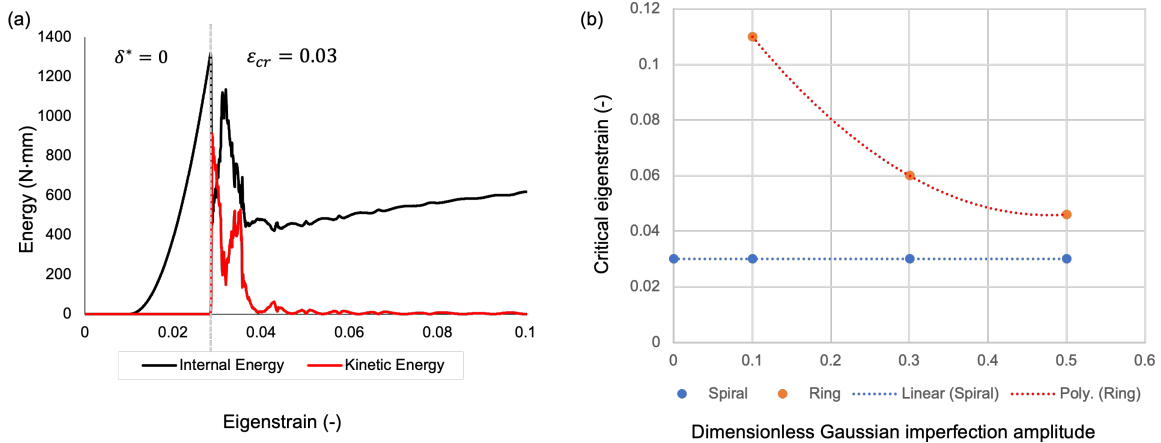 (a)
1400
1200
1000
800
600
400
200
0
Energy (N·mm)
δ* = 0
ε_cr = 0.03
0 0.02 0.04 0.06 0.08 0.1
Internal Energy Kinetic Energy
Eigenstrain (-)
(b)
0.12
0.1
0.08
0.06
0.04
0.02
0
Critical eigenstrain (-)
0 0.1 0.2 0.3 0.4 0.5 0.6
Spiral Ring Linear (Spiral) Poly. (Ring)
Dimensionless Gaussian imperfection amplitude